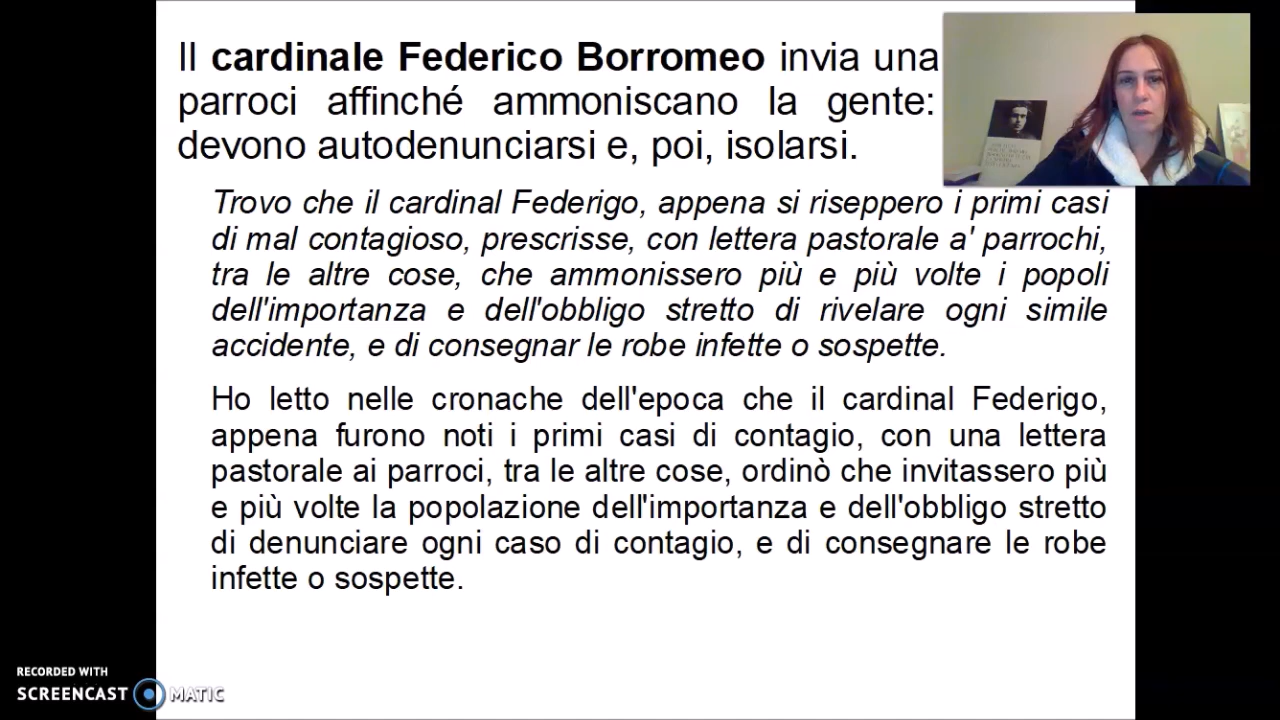 Il cardinale Federico Borromeo invia una
parroci affinché ammoniscano la gente:
devono autodenunciarsi e, poi, isolarsi.
Trovo che il cardinal Federigo, appena si riseppero i primi casi
di mal contagioso, prescrisse, con lettera pastorale a' parrochi,
tra le altre cose, che ammonissero più e più volte i popoli
dell'importanza e dell'obbligo stretto di rivelare ogni simile
accidente, e di consegnar le robe infette o sospette.
Ho letto nelle cronache dell'epoca che il cardinal Federigo,
appena furono noti i primi casi di contagio, con una lettera
pastorale ai parroci, tra le altre cose, ordinò che invitassero più
e più volte la popolazione dell'importanza e dell'obbligo stretto
di denunciare ogni caso di contagio, e di consegnare le robe
infette o sospette.
RECORDED WITH
SCREENCAST MATIC